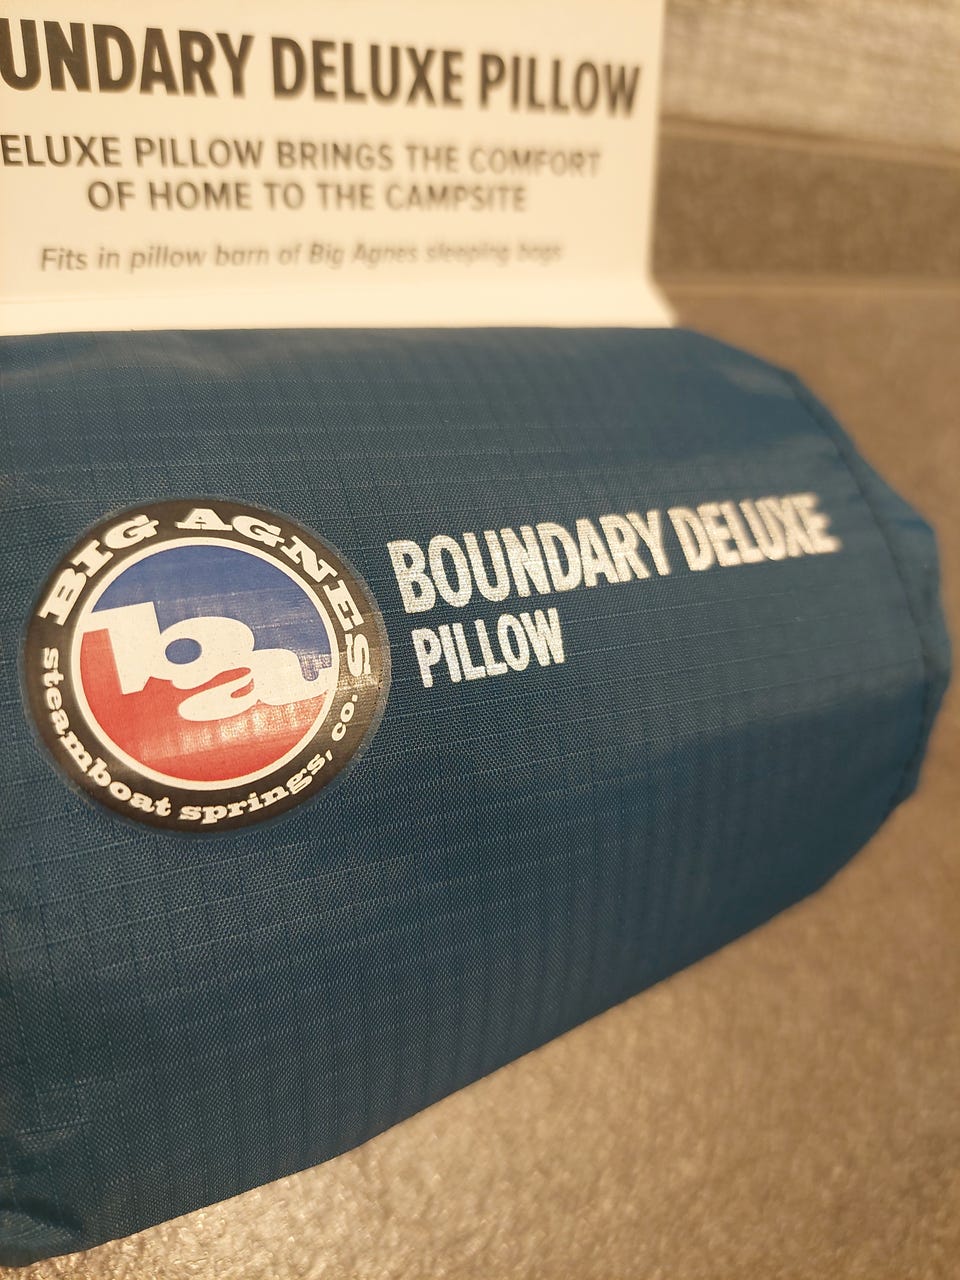 UNDARY DELUXE PILLOW
ELUXE PILLOW BRINGS THE COMFORT
OF HOME TO THE CAMPSITE
Fits in pillow barn of Big Agnes sleeping bags
BIG AGNES
ba
steamboat springs, co.
BOUNDARY DELUXE
PILLOW